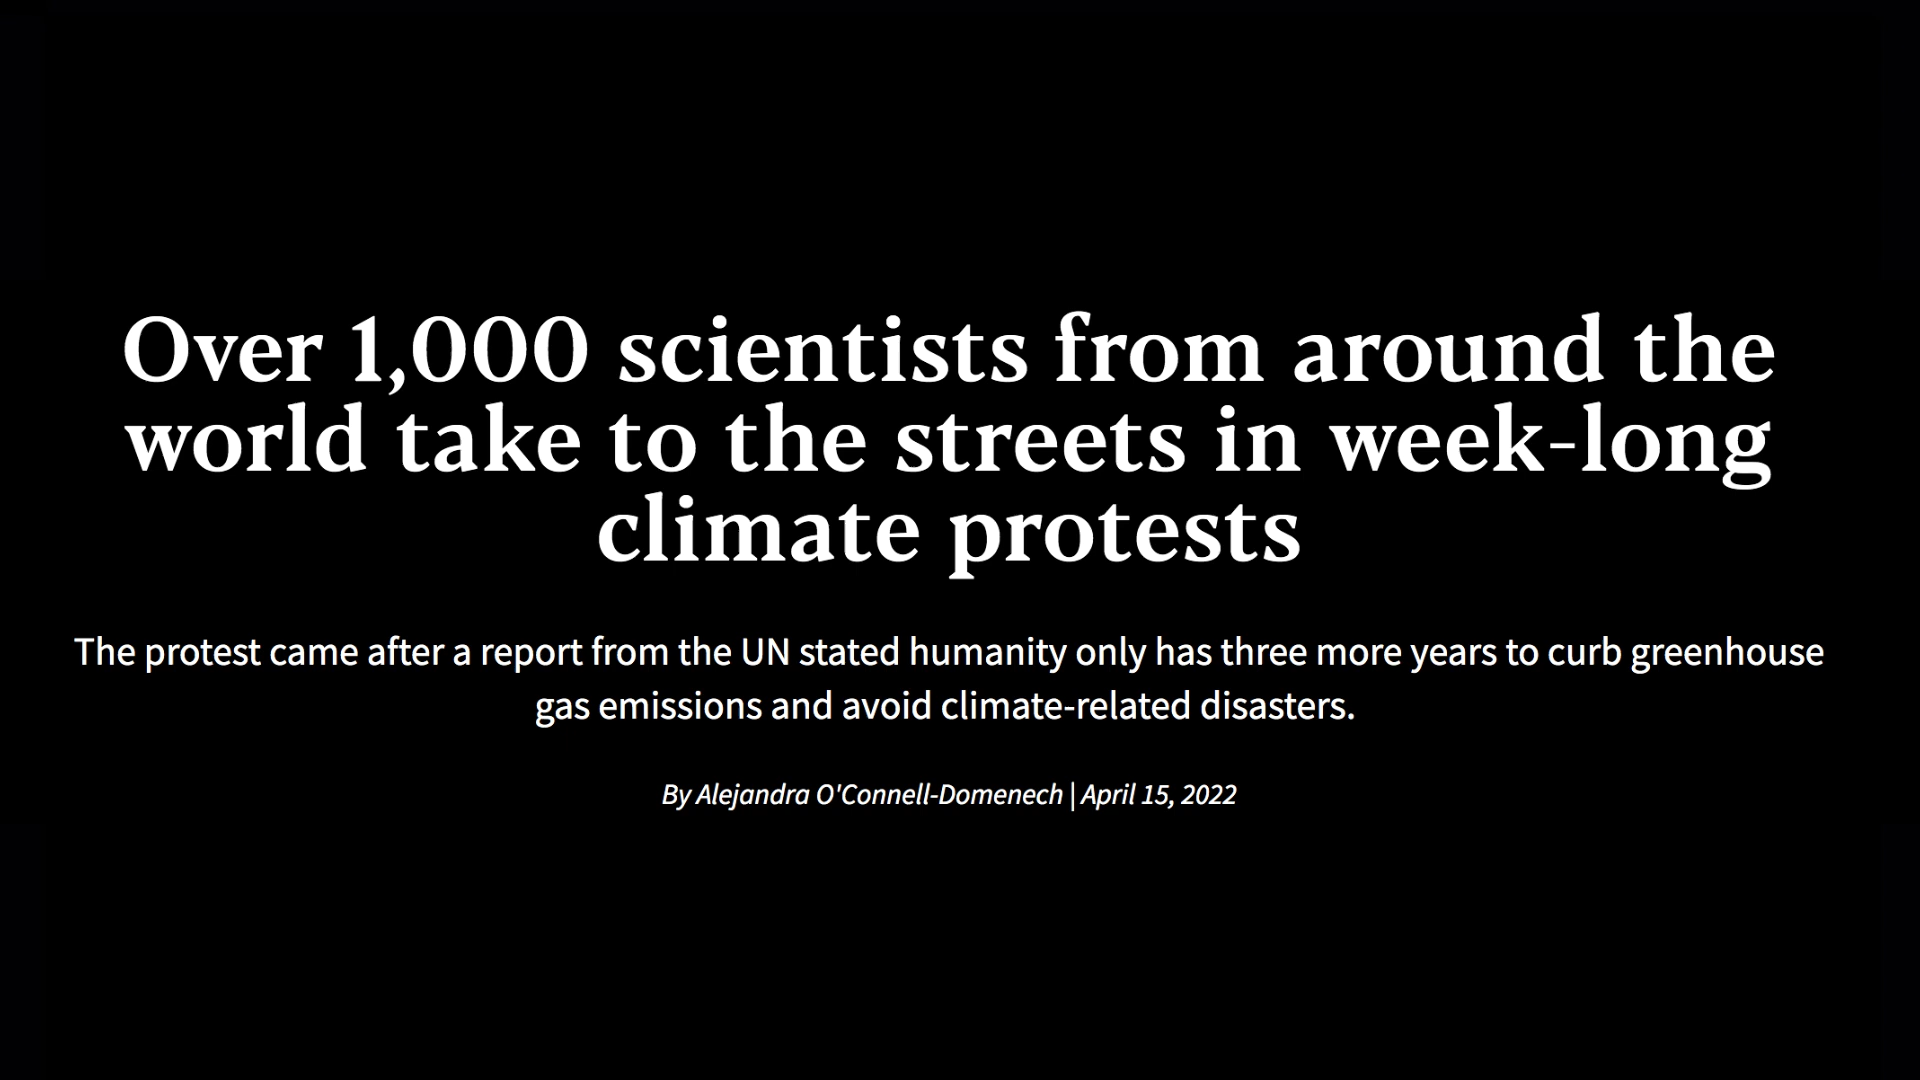 Over 1,000 scientists from around the
world take to the streets in week-long
climate protests
The protest came after a report from the UN stated humanity only has three more years to curb greenhouse
gas emissions and avoid climate-related disasters.
By Alejandra O'Connell-Domenech | April 15, 2022